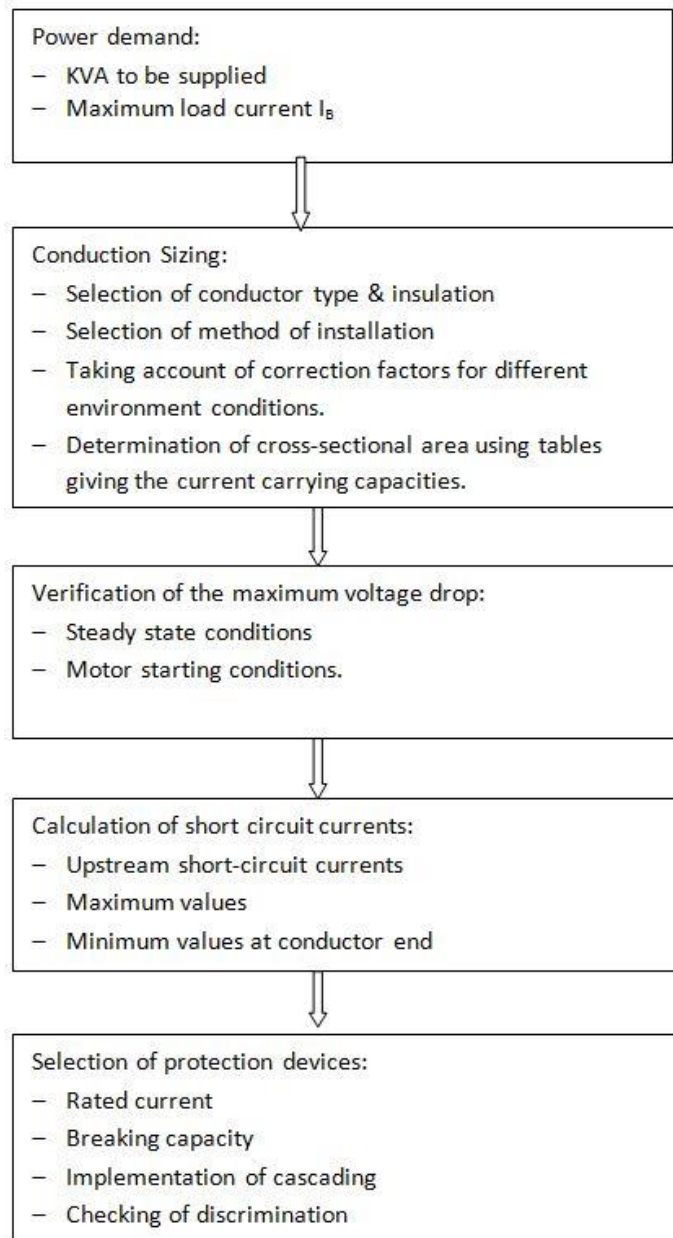 Power demand:
– KVA to be supplied
– Maximum load current I_B
Conduction Sizing:
– Selection of conductor type & insulation
– Selection of method of installation
– Taking account of correction factors for different
environment conditions.
– Determination of cross-sectional area using tables
giving the current carrying capacities.
Verification of the maximum voltage drop:
– Steady state conditions
– Motor starting conditions.
Calculation of short circuit currents:
– Upstream short-circuit currents
– Maximum values
– Minimum values at conductor end
Selection of protection devices:
– Rated current
– Breaking capacity
– Implementation of cascading
– Checking of discrimination